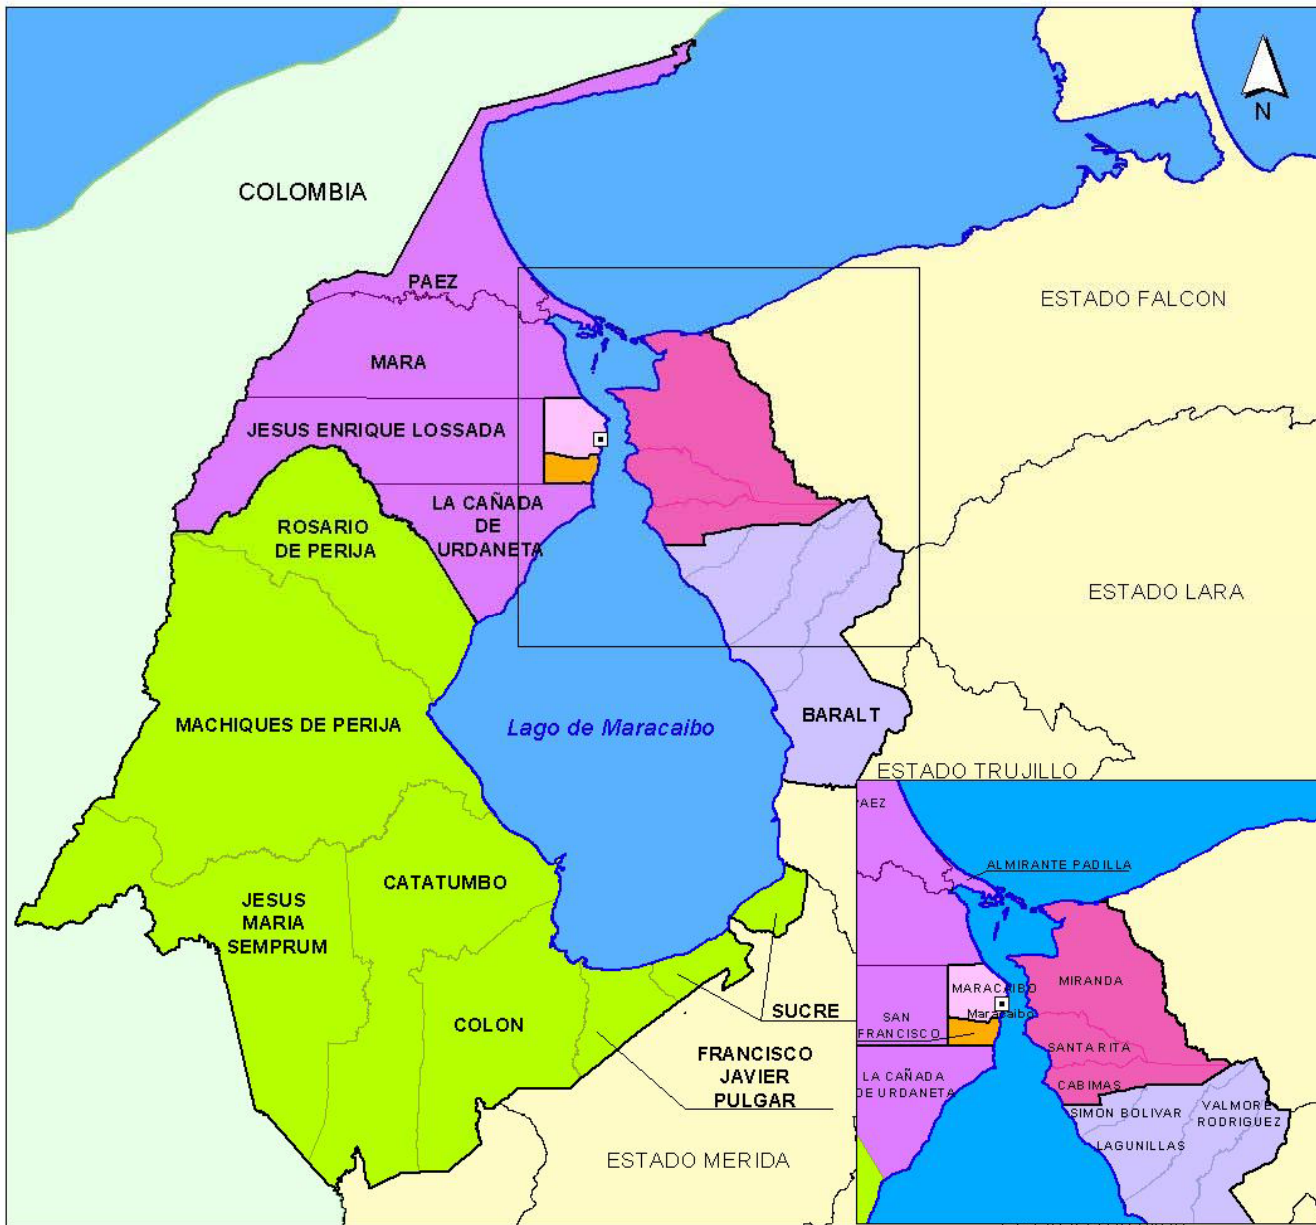 N
COLOMBIA
PAEZ
ESTADO FALCON
MARA
JESUS ENRIQUE LOSSADA
LA CAÑADA
DE
URDANETA
ROSARIO
DE PERIJA
ESTADO LARA
MACHIQUES DE PERIJA
Lago de Maracaibo
BARALT
ESTADO TRUJILLO
CATATUMBO
JESUS
MARIA
SEMPRUM
COLON
SUCRE
FRANCISCO
JAVIER
PULGAR
ESTADO MERIDA
PAEZ
ALMIRANTE PADILLA
MARACAIBO
Maracaibo
MIRANDA
SAN
FRANCISCO
SANTA RITA
LA CAÑADA
DE URDANETA
CABIMAS
SIMON BOLIVAR
VALMORE
RODRIGUEZ
LAGUNILLAS